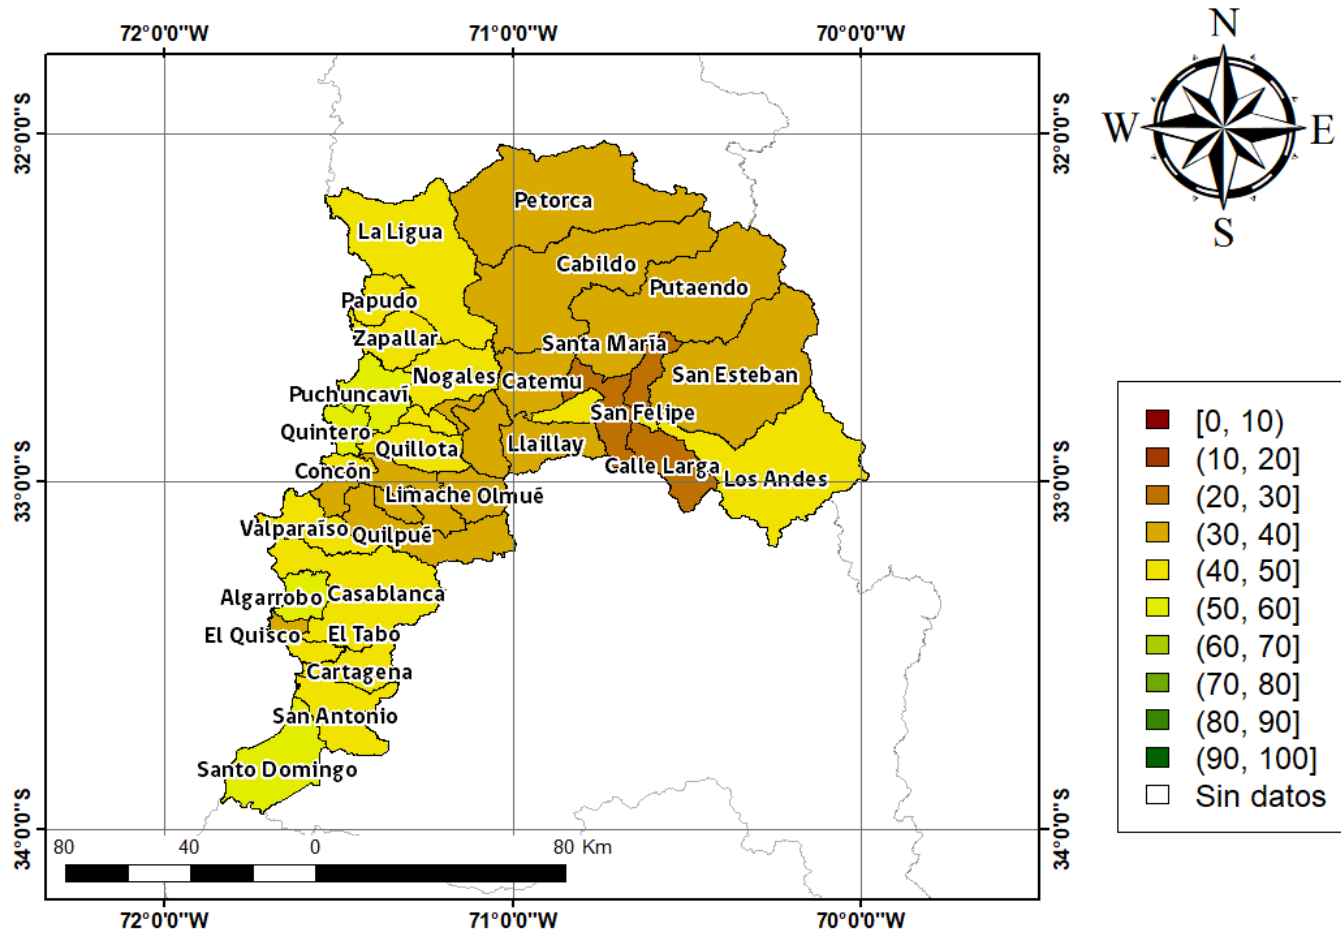 72°0'0"W 71°0'0"W 70°0'0"W
N
W E
S
32°0'0"S 32°0'0"S
Petorca
La Ligua
Cabildo
Putaendo
Papudo
Zapallar
Santa María
Nogales
Catemu
San Esteban
Puchuncaví
San Felipe
Quintero
Quillota
Llaillay
Concón
Calle Larga
Los Andes
33°0'0"S 33°0'0"S
Limache
Olmué
Valparaíso
Quilpué
Algarrobo
Casablanca
El Quisco
El Tabo
Cartagena
San Antonio
Santo Domingo
34°0'0"S 34°0'0"S
80 40 0 80 Km
72°0'0"W 71°0'0"W 70°0'0"W
[0, 10)
(10, 20]
(20, 30]
(30, 40]
(40, 50]
(50, 60]
(60, 70]
(70, 80]
(80, 90]
(90, 100]
Sin datos